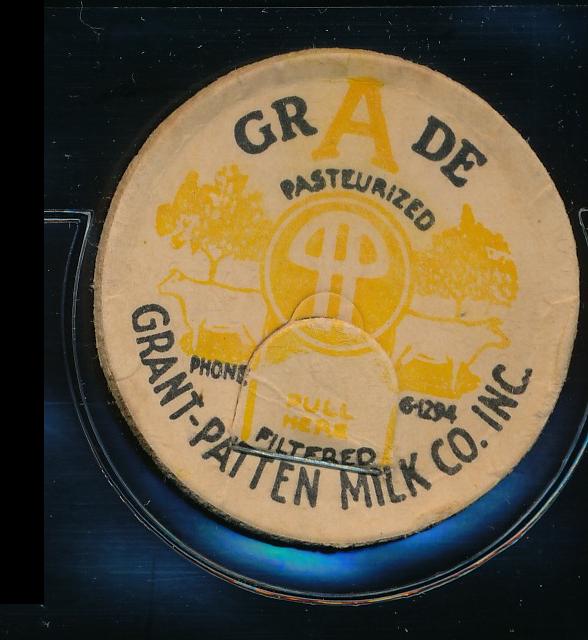 GRADE
PASTEURIZED
PHONE 6-1294
PULL
HERE
FILTERED
GRANT-PATTEN MILK CO. INC.